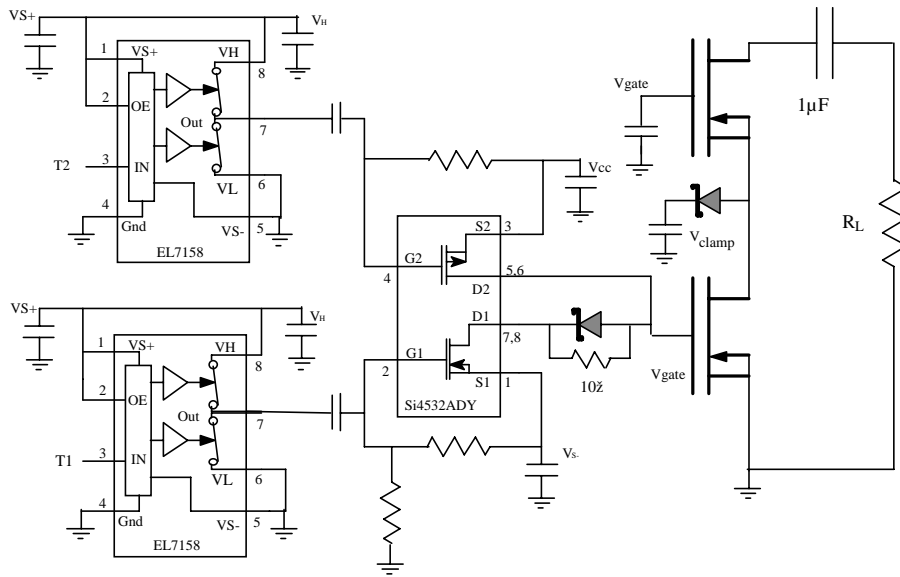 VS+
VH
1
VS+
VH
8
2
OE
Out
7
T2
3
IN
VL
6
4
Gnd
VS-
5
EL7158
Vcc
S2
3
G2
4
5,6
D2
D1
7,8
G1
2
S1
1
Si4532ADY
10ž
VS-
Vgate
1µF
Vclamp
RL
Vgate
VS+
VH
1
VS+
VH
8
2
OE
Out
7
T1
3
IN
VL
6
4
Gnd
VS-
5
EL7158